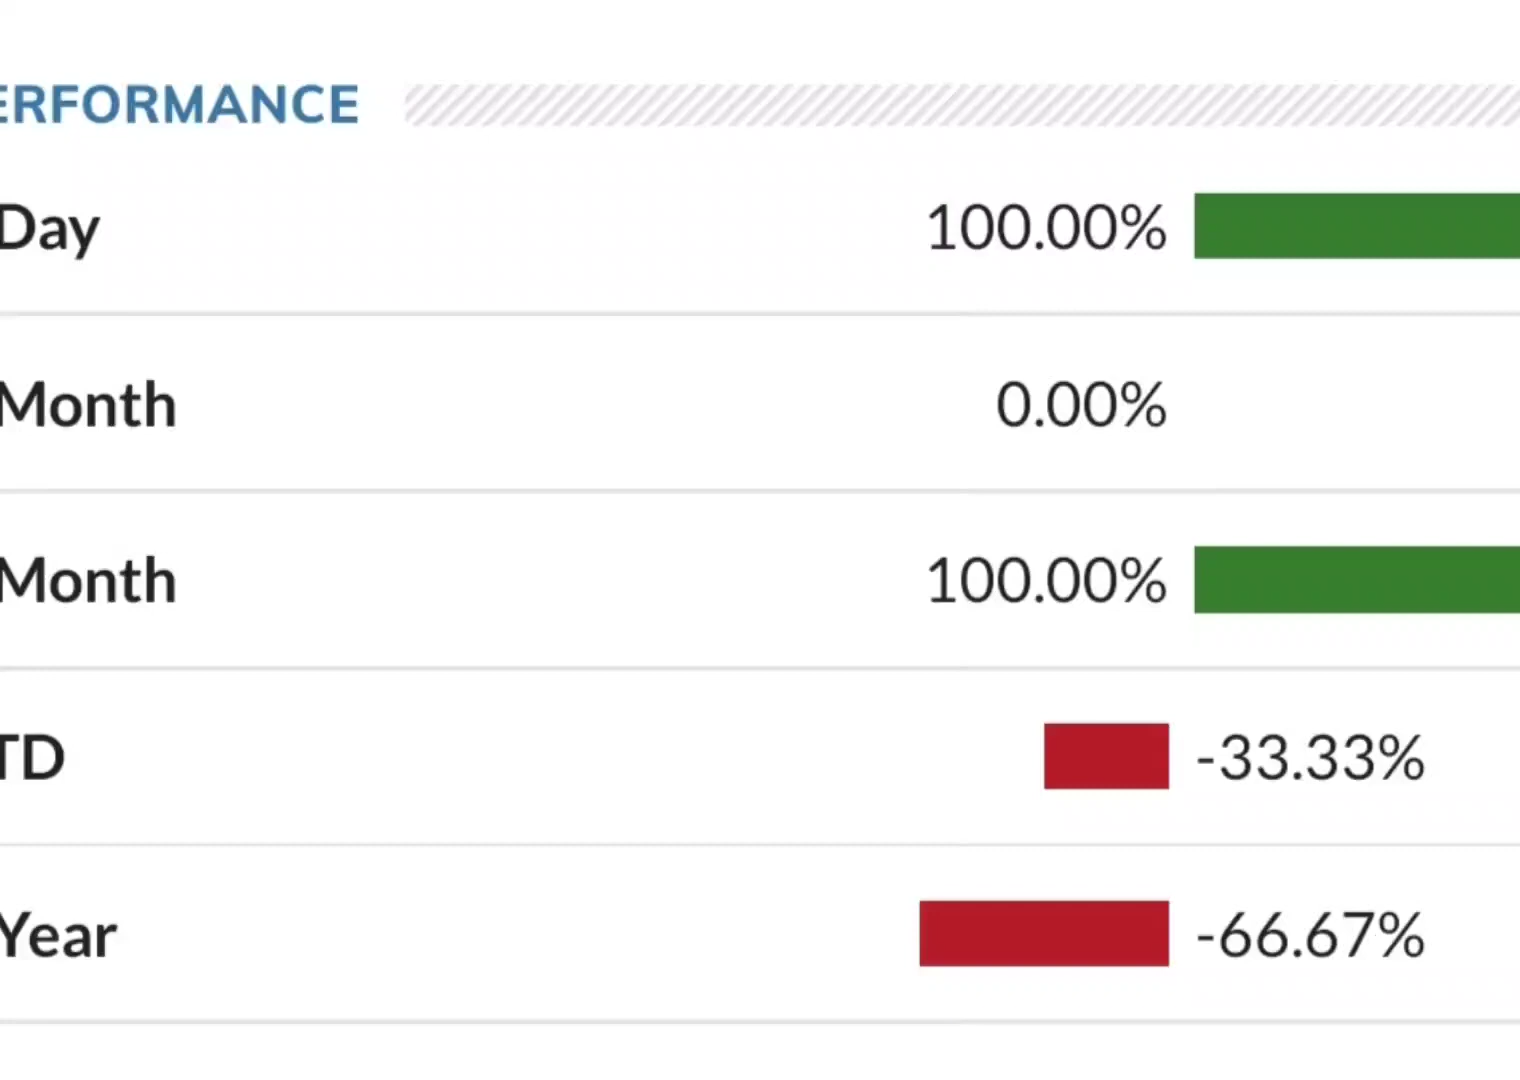 ERFORMANCE
Day 100.00%
Month 0.00%
Month 100.00%
TD -33.33%
Year -66.67%